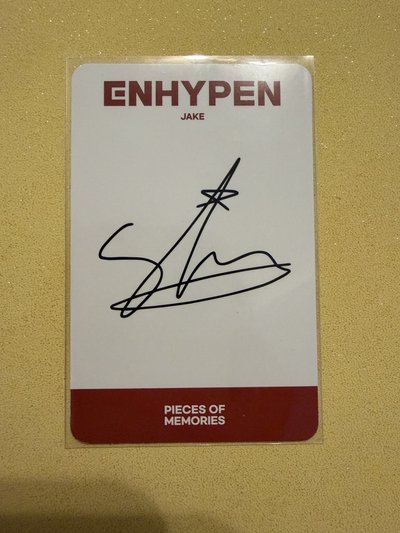 ENHYPEN
JAKE
PIECES OF
MEMORIES